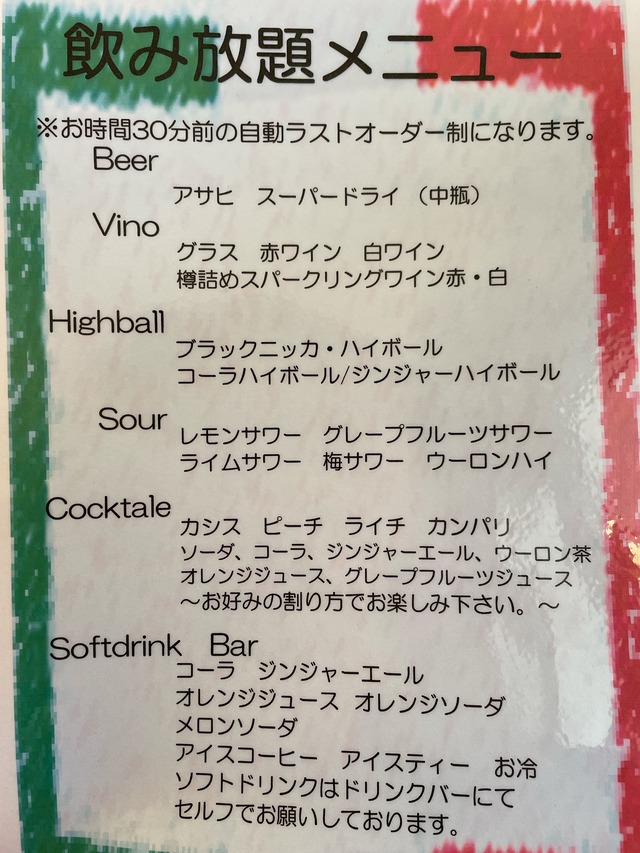 飲み放題メニュー
※お時間30分前の自動ラストオーダー制になります。
Beer
アサヒ スーパードライ (中瓶)
Vino
グラス 赤ワイン 白ワイン
樽詰めスパークリングワイン赤・白
Highball
ブラックニッカ・ハイボール
コーラハイボール/ジンジャーハイボール
Sour
レモンサワー グレープフルーツサワー
ライムサワー 梅サワー ウーロンハイ
Cocktale
カシス ピーチ ライチ カンパリ
ソーダ、コーラ、ジンジャーエール、ウーロン茶
オレンジジュース、グレープフルーツジュース
～お好みの割り方でお楽しみ下さい。～
Softdrink Bar
コーラ ジンジャーエール
オレンジジュース オレンジソーダ
メロンソーダ
アイスコーヒー アイスティー お冷
ソフトドリンクはドリンクバーにて
セルフでお願いしております。